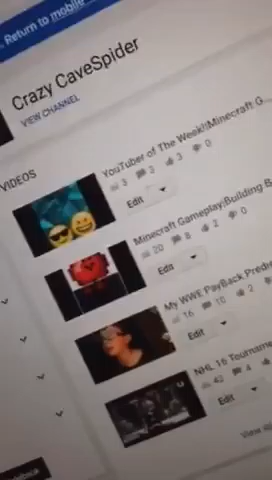 Return to mobile
Crazy CaveSpider
VIEW CHANNEL
VIDEOS
YouTuber of The Week!!Minecraft G...
3 3 3 0
Edit
Minecraft Gameplay|Building B
20 8 2 0
Edit
My WWE PayBack Predi
16 10 2
Edit
NHL 16 Tourname
42 4
Edit
View